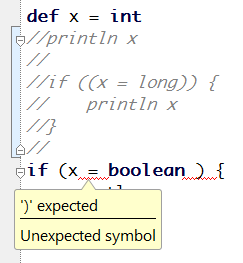 def x = int
//println x
//
//if ((x = long)) {
//    println x
//}
//
if (x = boolean ) {
')' expected
Unexpected symbol